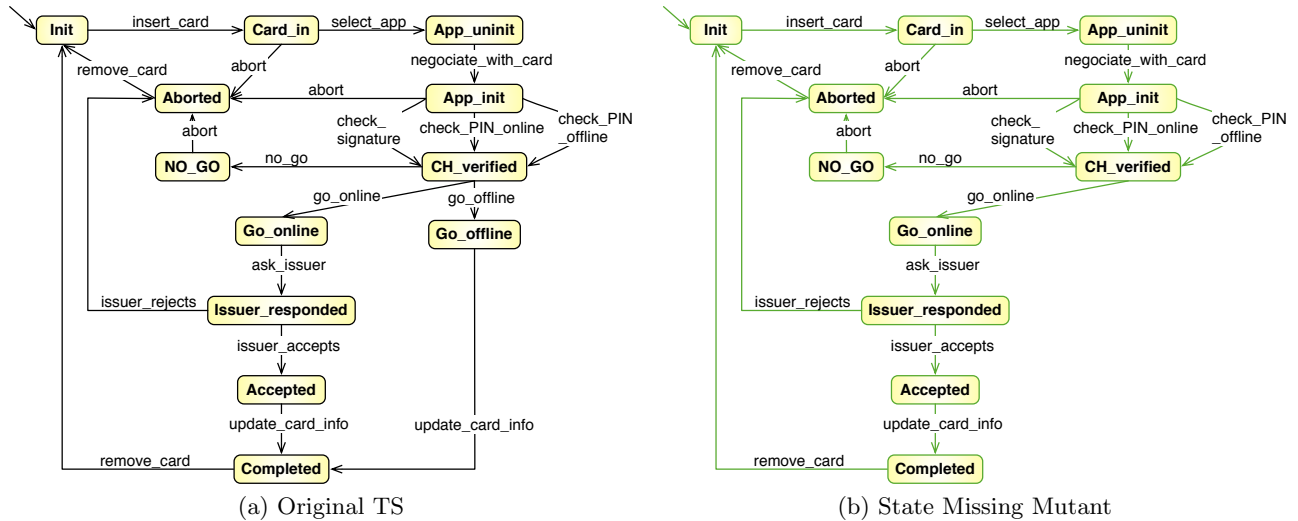 Init
insert_card
Card_in
select_app
App_uninit
negociate_with_card
remove_card
abort
Aborted
abort
App_init
abort
check_
signature
check_PIN_online
check_PIN
_offline
NO_GO
no_go
CH_verified
go_online
go_offline
Go_online
Go_offline
ask_issuer
issuer_rejects
Issuer_responded
issuer_accepts
Accepted
update_card_info
update_card_info
remove_card
Completed
(a) Original TS
Init
insert_card
Card_in
select_app
App_uninit
negociate_with_card
remove_card
abort
Aborted
abort
App_init
abort
check_
signature
check_PIN_online
check_PIN
_offline
NO_GO
no_go
CH_verified
go_online
Go_online
ask_issuer
issuer_rejects
Issuer_responded
issuer_accepts
Accepted
update_card_info
remove_card
Completed
(b) State Missing Mutant